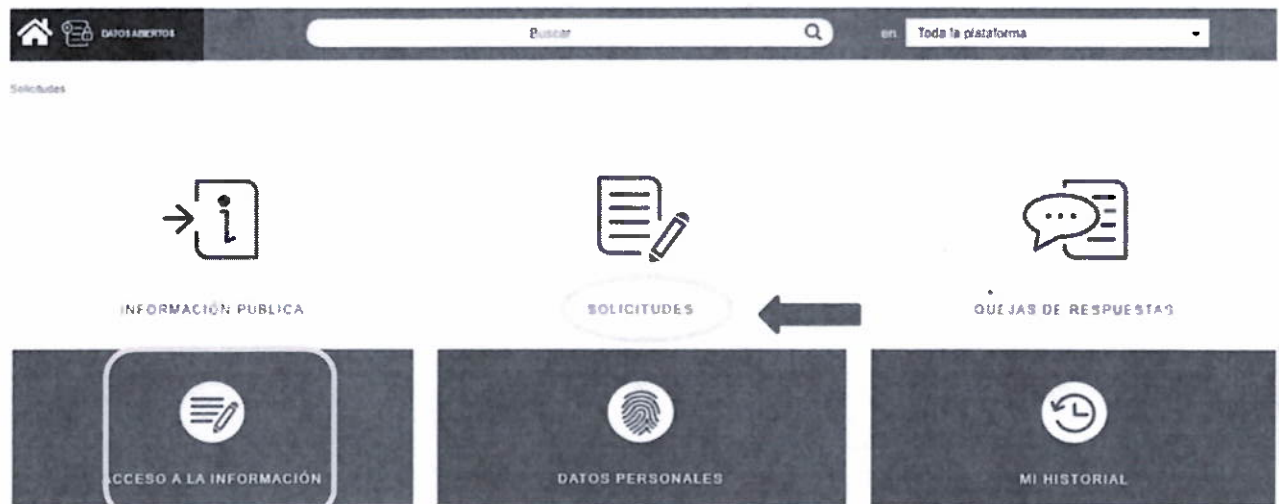 DATOS ABIERTOS
Buscar
en
Toda la plataforma
Solicitudes
INFORMACIÓN PUBLICA
SOLICITUDES
QUEJAS DE RESPUESTAS
ACCESO A LA INFORMACIÓN
DATOS PERSONALES
MI HISTORIAL